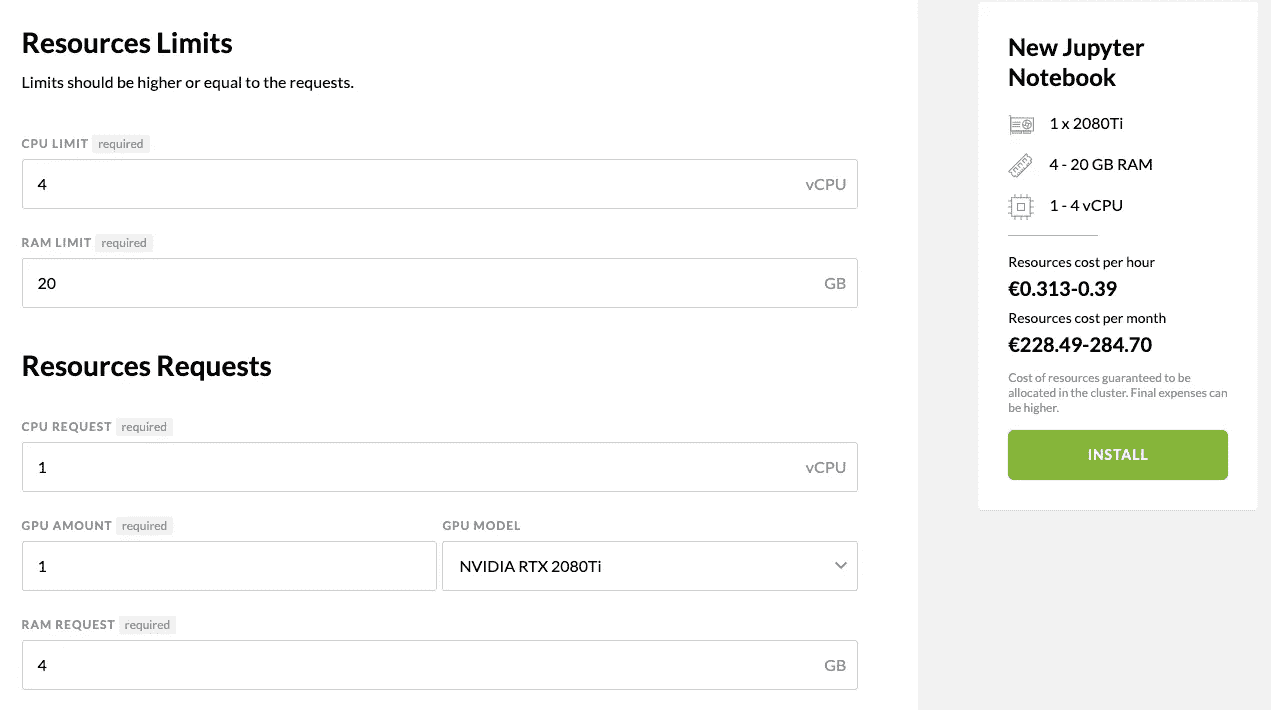 Resources Limits
Limits should be higher or equal to the requests.
CPU LIMIT required
4 vCPU
RAM LIMIT required
20 GB
Resources Requests
CPU REQUEST required
1 vCPU
GPU AMOUNT required GPU MODEL
1 NVIDIA RTX 2080Ti
RAM REQUEST required
4 GB
New Jupyter
Notebook
1 x 2080Ti
4 - 20 GB RAM
1 - 4 vCPU
Resources cost per hour
€0.313-0.39
Resources cost per month
€228.49-284.70
Cost of resources guaranteed to be
allocated in the cluster. Final expenses can
be higher.
INSTALL